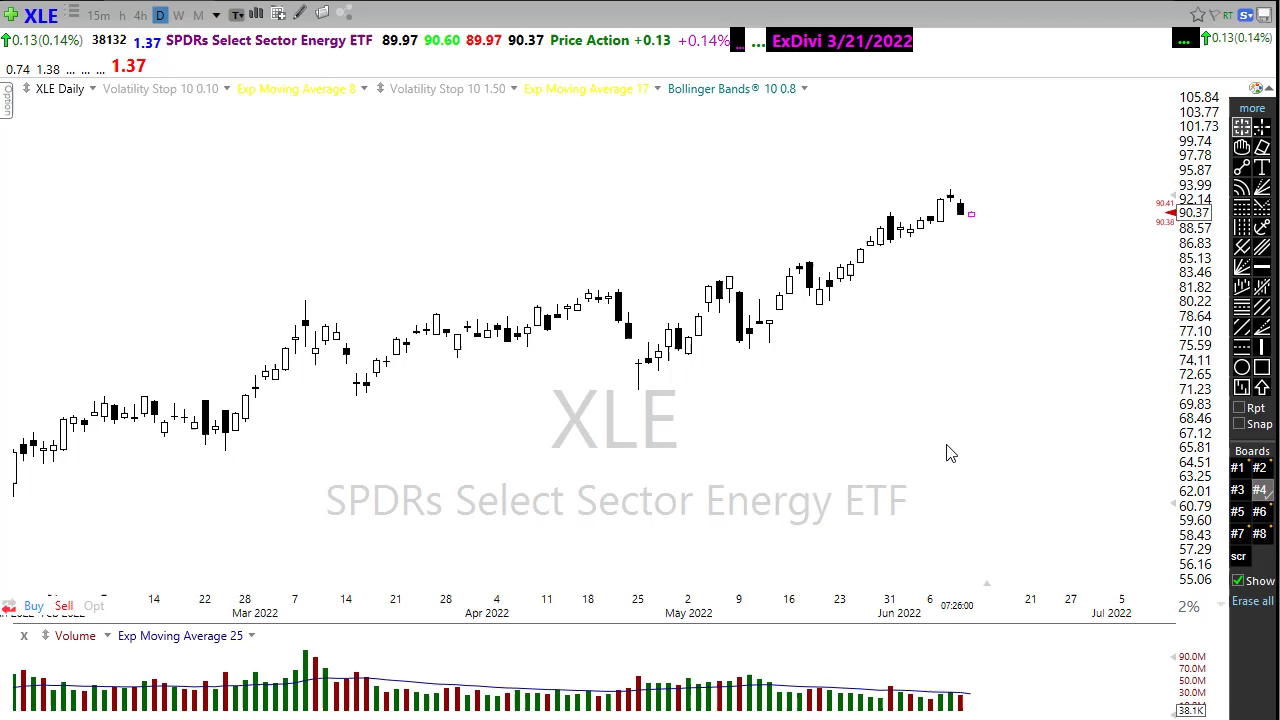 XLE 15m h 4h D W M T RT S
0.13(0.14%) 38132 1.37 SPDRs Select Sector Energy ETF 89.97 90.60 89.97 90.37 Price Action +0.13 +0.14% ... ... ExDivi 3/21/2022 ... 0.13(0.14%)
0.74 1.38 ... ... ... 1.37
Option
XLE Daily Volatility Stop 10 0.10 Exp Moving Average 8 Volatility Stop 10 1.50 Exp Moving Average 17 Bollinger Bands® 10 0.8
105.84
103.77
101.73
99.74
97.78
95.87
93.99
92.14
90.41
90.37
90.38
88.57
86.83
85.13
83.46
81.82
80.22
78.64
77.10
75.59
74.11
72.65
71.23
69.83
68.46
67.12
65.81
64.51
63.25
62.01
60.79
59.60
58.43
57.29
56.16
55.06
more
T
Rpt
Snap
Boards
#1 #2
#3 #4
#5 #6
#7 #8
scr
Show
Erase all
XLE
SPDRs Select Sector Energy ETF
14 22 28 7 14 21 28 4 11 18 25 2 9 16 23 31 6 21 27 5
Buy Sell Opt
Mar 2022 Apr 2022 May 2022 Jun 2022 07:26:00 Jul 2022
2%
X Volume Exp Moving Average 25
90.0M
70.0M
50.0M
30.0M
38.1K